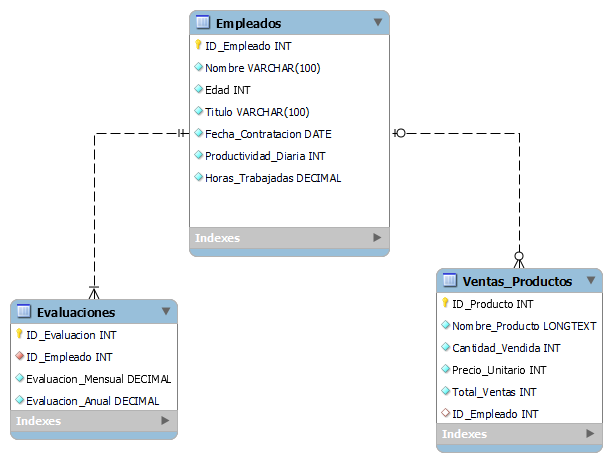 Empleados
ID_Empleado INT
Nombre VARCHAR(100)
Edad INT
Titulo VARCHAR(100)
Fecha_Contratacion DATE
Productividad_Diaria INT
Horas_Trabajadas DECIMAL
Indexes
Evaluaciones
ID_Evaluacion INT
ID_Empleado INT
Evaluacion_Mensual DECIMAL
Evaluacion_Anual DECIMAL
Indexes
Ventas_Productos
ID_Producto INT
Nombre_Producto LONGTEXT
Cantidad_Vendida INT
Precio_Unitario INT
Total_Ventas INT
ID_Empleado INT
Indexes